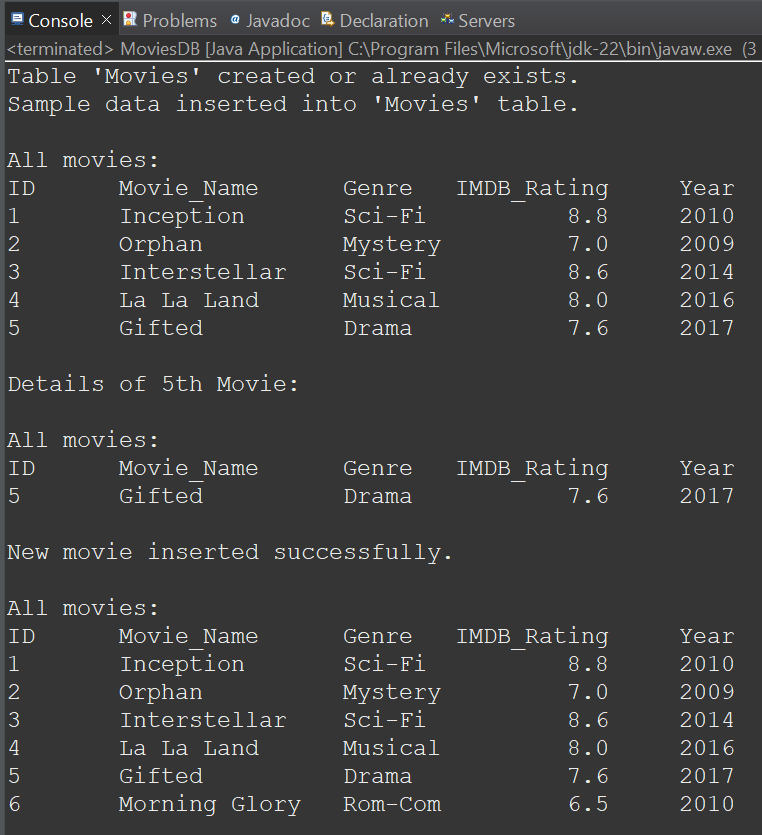 Console Problems Javadoc Declaration Servers
<terminated> MoviesDB [Java Application] C:\Program Files\Microsoft\jdk-22\bin\javaw.exe (3
Table 'Movies' created or already exists.
Sample data inserted into 'Movies' table.
All movies:
ID Movie_Name Genre IMDB_Rating Year
1 Inception Sci-Fi 8.8 2010
2 Orphan Mystery 7.0 2009
3 Interstellar Sci-Fi 8.6 2014
4 La La Land Musical 8.0 2016
5 Gifted Drama 7.6 2017
Details of 5th Movie:
All movies:
ID Movie_Name Genre IMDB_Rating Year
5 Gifted Drama 7.6 2017
New movie inserted successfully.
All movies:
ID Movie_Name Genre IMDB_Rating Year
1 Inception Sci-Fi 8.8 2010
2 Orphan Mystery 7.0 2009
3 Interstellar Sci-Fi 8.6 2014
4 La La Land Musical 8.0 2016
5 Gifted Drama 7.6 2017
6 Morning Glory Rom-Com 6.5 2010